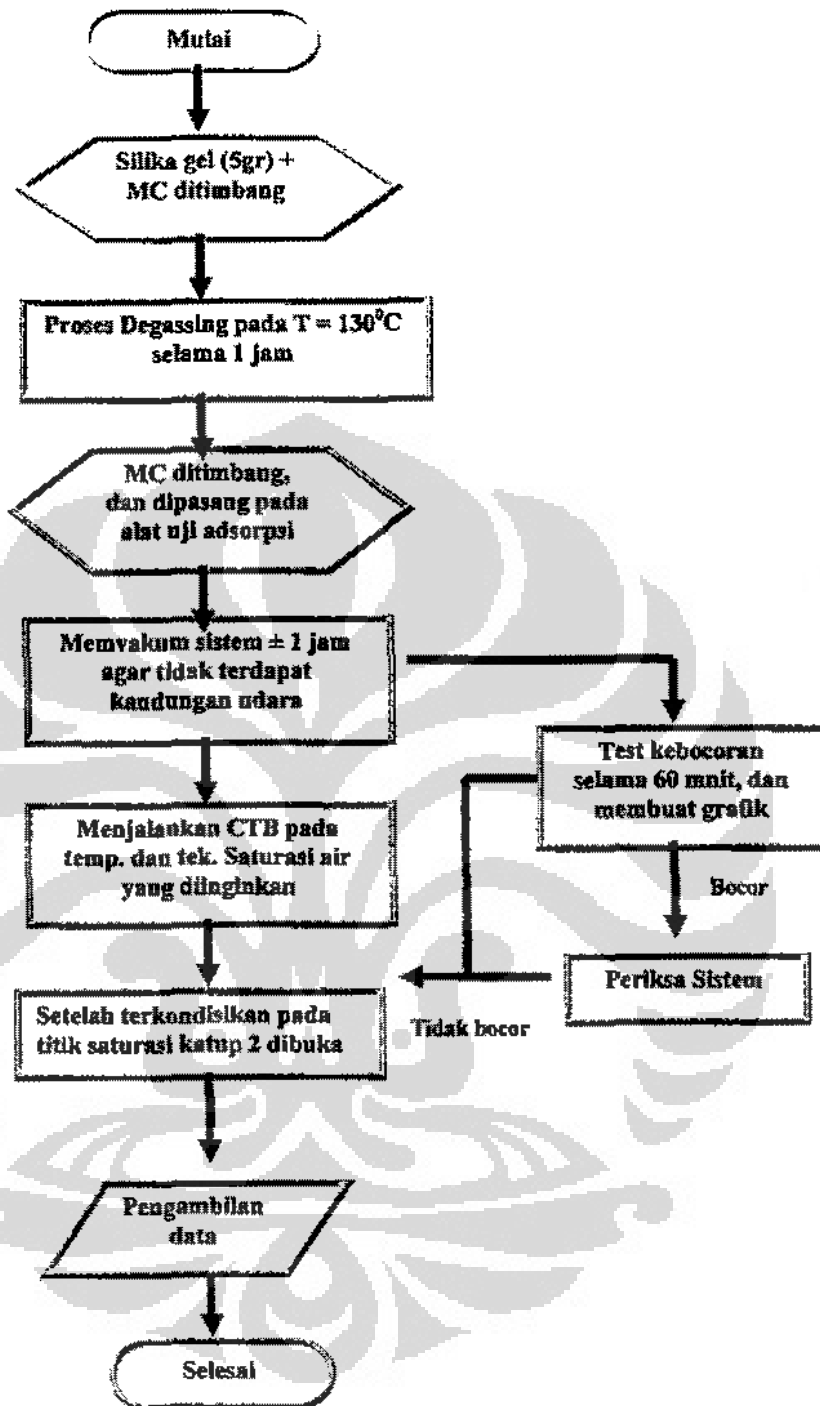 Mulai
Silika gel (5gr) +
MC ditimbang
Proses Degassing pada T = 130⁰C
selama 1 jam
MC ditimbang,
dan dipasang pada
alat uji adsorpsi
Memvakum sistem ± 1 jam
agar tidak terdapat
kandungan udara
Test kebocoran
selama 60 mnit, dan
membuat grafik
Menjalankan CTB pada
temp. dan tek. Saturasi air
yang diinginkan
Bocor
Periksa Sistem
Setelah terkondisikan pada
titik saturasi katup 2 dibuka
Tidak bocor
Pengambilan
data
Selesai